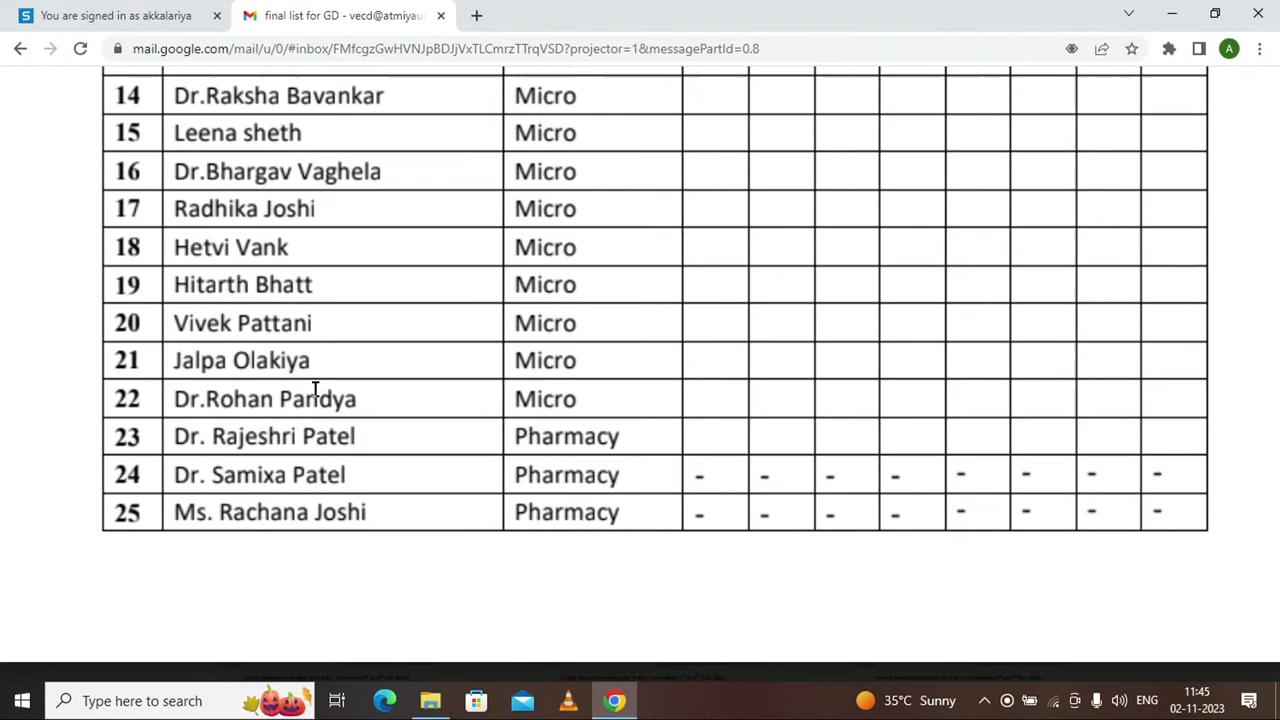 You are signed in as akkalariya
final list for GD - vecd@atmiyaun
mail.google.com/mail/u/0/#inbox/FMfcgzGwHVNJpBDJjVxTLCmrzTTrqVSD?projector=1&messagePartId=0.8
A
14 Dr.Raksha Bavankar Micro
15 Leena sheth Micro
16 Dr.Bhargav Vaghela Micro
17 Radhika Joshi Micro
18 Hetvi Vank Micro
19 Hitarth Bhatt Micro
20 Vivek Pattani Micro
21 Jalpa Olakiya Micro
22 Dr.Rohan Pandya Micro
23 Dr. Rajeshri Patel Pharmacy
24 Dr. Samixa Patel Pharmacy - - - - - - - -
25 Ms. Rachana Joshi Pharmacy - - - - - - - -
Type here to search
35°C Sunny
ENG
11:45
02-11-2023